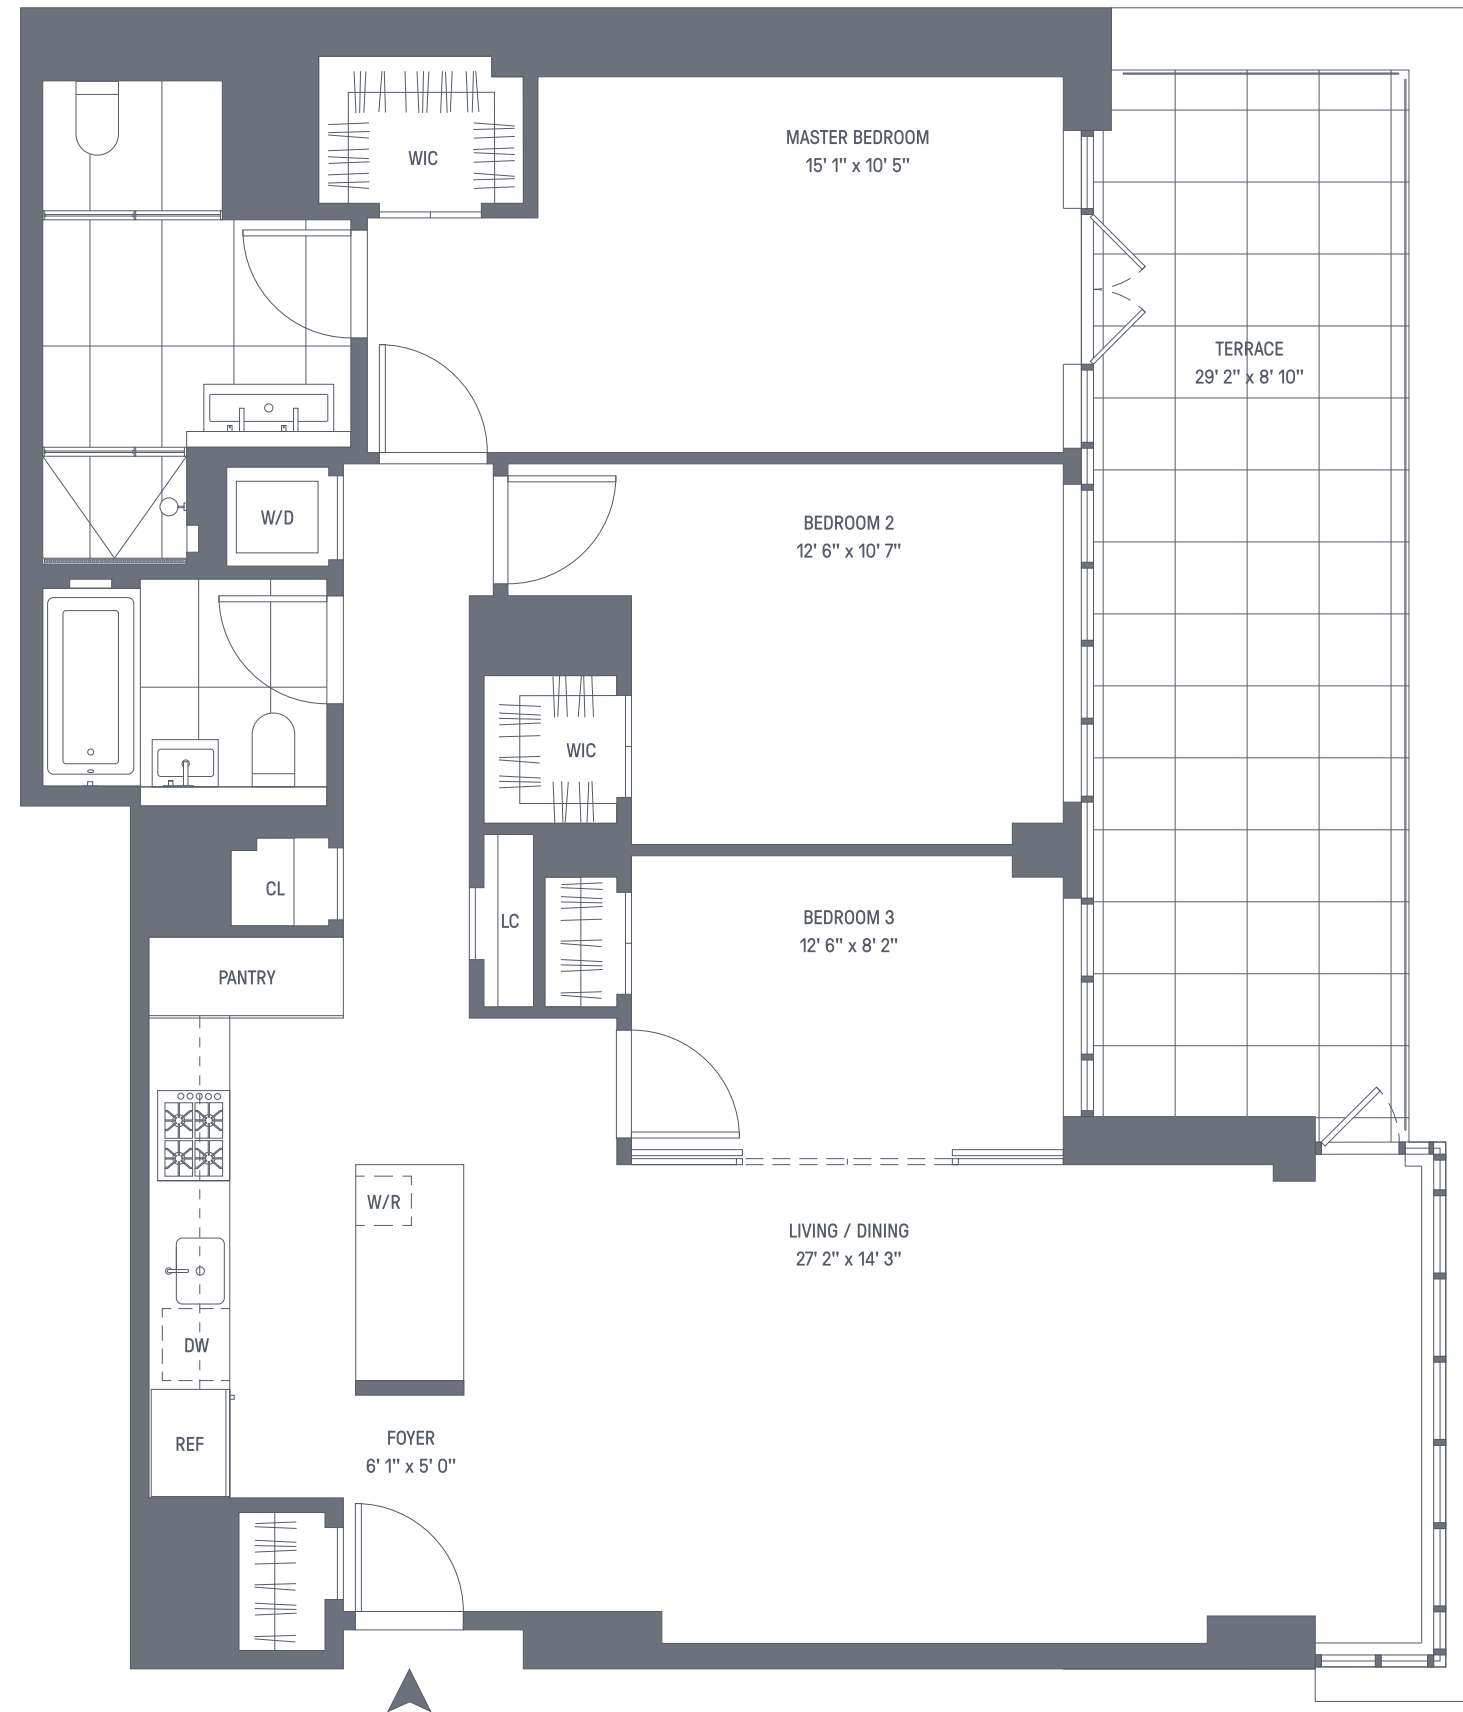 MASTER BEDROOM
15' 1" x 10' 5"
WIC
TERRACE
29' 2" x 8' 10"
W/D
BEDROOM 2
12' 6" x 10' 7"
WIC
CL
LC
BEDROOM 3
12' 6" x 8' 2"
PANTRY
W/R
LIVING / DINING
27' 2" x 14' 3"
DW
REF
FOYER
6' 1" x 5' 0"